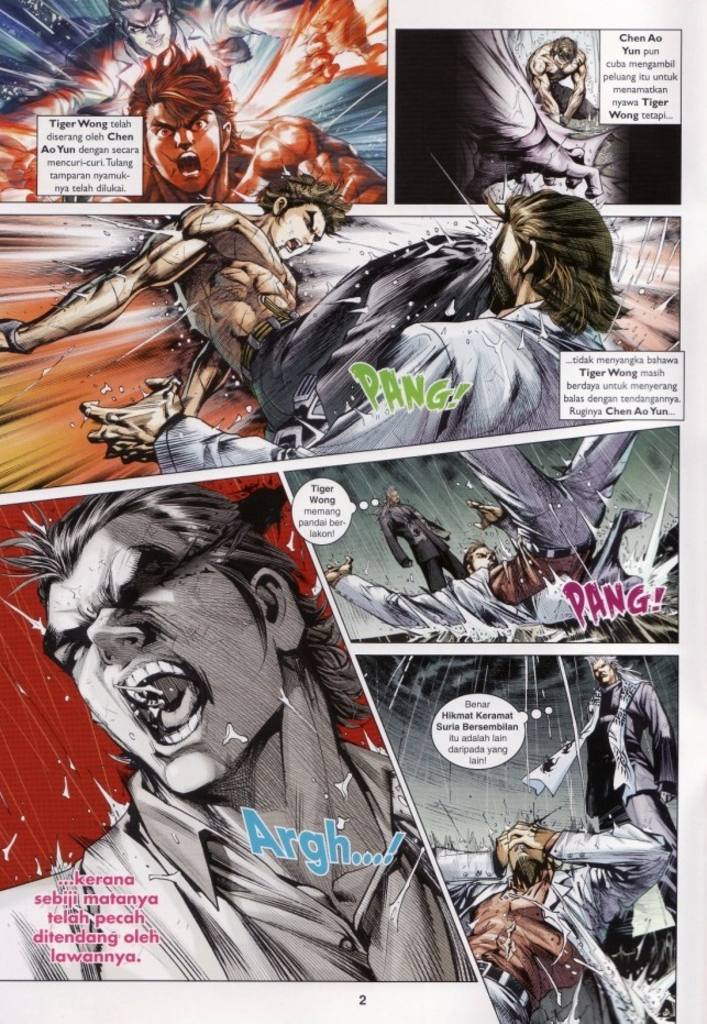 Tiger Wong telah
diserang oleh Chen
Ao Yun dengan secara
mencuri-curi. Tulang
tamparan nyamuk-
nya telah dilukai.
Chen Ao
Yun pun
cuba mengambil
peluang itu untuk
menamatkan
nyawa Tiger
Wong tetapi...
...tidak menyangka bahawa
Tiger Wong masih
berdaya untuk menyerang
balas dengan tendangannya.
Ruginya Chen Ao Yun...
PANG!
...kerana
sebiji matanya
telah pecah
ditendang oleh
lawannya.
Argh....!
Tiger
Wong
memang
pandai ber-
lakon!
PANG!
Benar
Hikmat Keramat
Suria Bersembilan
itu adalah lain
daripada yang
lain!
2